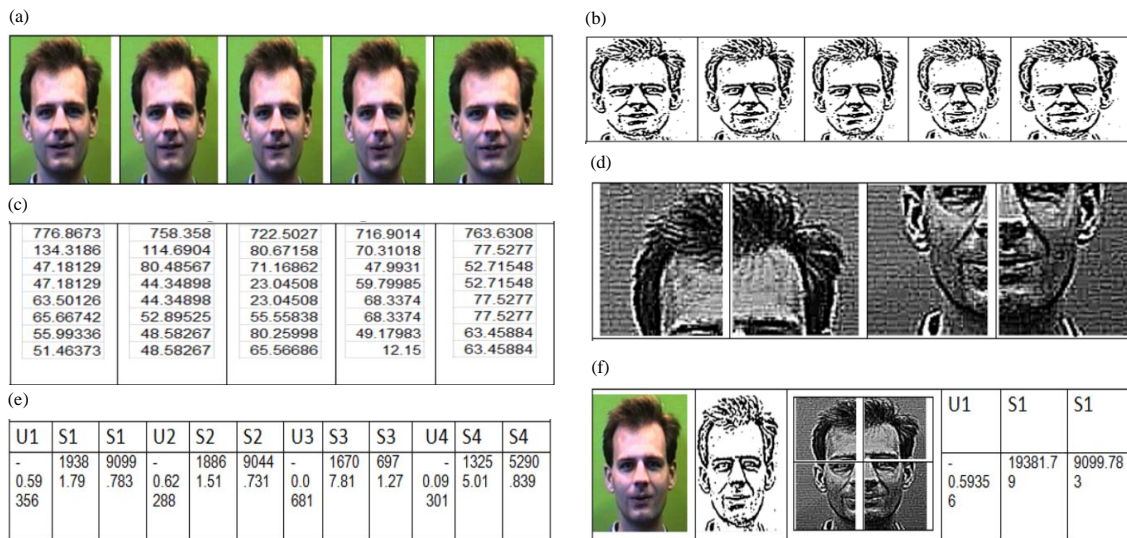 (a)
(b)
(c)
776.8673 758.358 722.5027 716.9014 763.6308
134.3186 114.6904 80.67158 70.31018 77.5277
47.18129 80.48567 71.16862 47.9931 52.71548
47.18129 44.34898 23.04508 59.79985 52.71548
63.50126 44.34898 23.04508 68.3374 77.5277
65.66742 52.89525 55.55838 68.3374 77.5277
55.99336 48.58267 80.25998 49.17983 63.45884
51.46373 48.58267 65.56686 12.15 63.45884
(d)
(e)
U1 S1 S1 U2 S2 S2 U3 S3 S3 U4 S4 S4
- 1938 9099 - 1886 9044 - 1670 697 - 1325 5290
0.59 1.79 .783 0.62 1.51 .731 0.0 7.81 1.27 0.09 5.01 .839
356 288 681 301
(f)
U1 S1 S1
- 19381.7 9099.78
0.5935 9 3
6